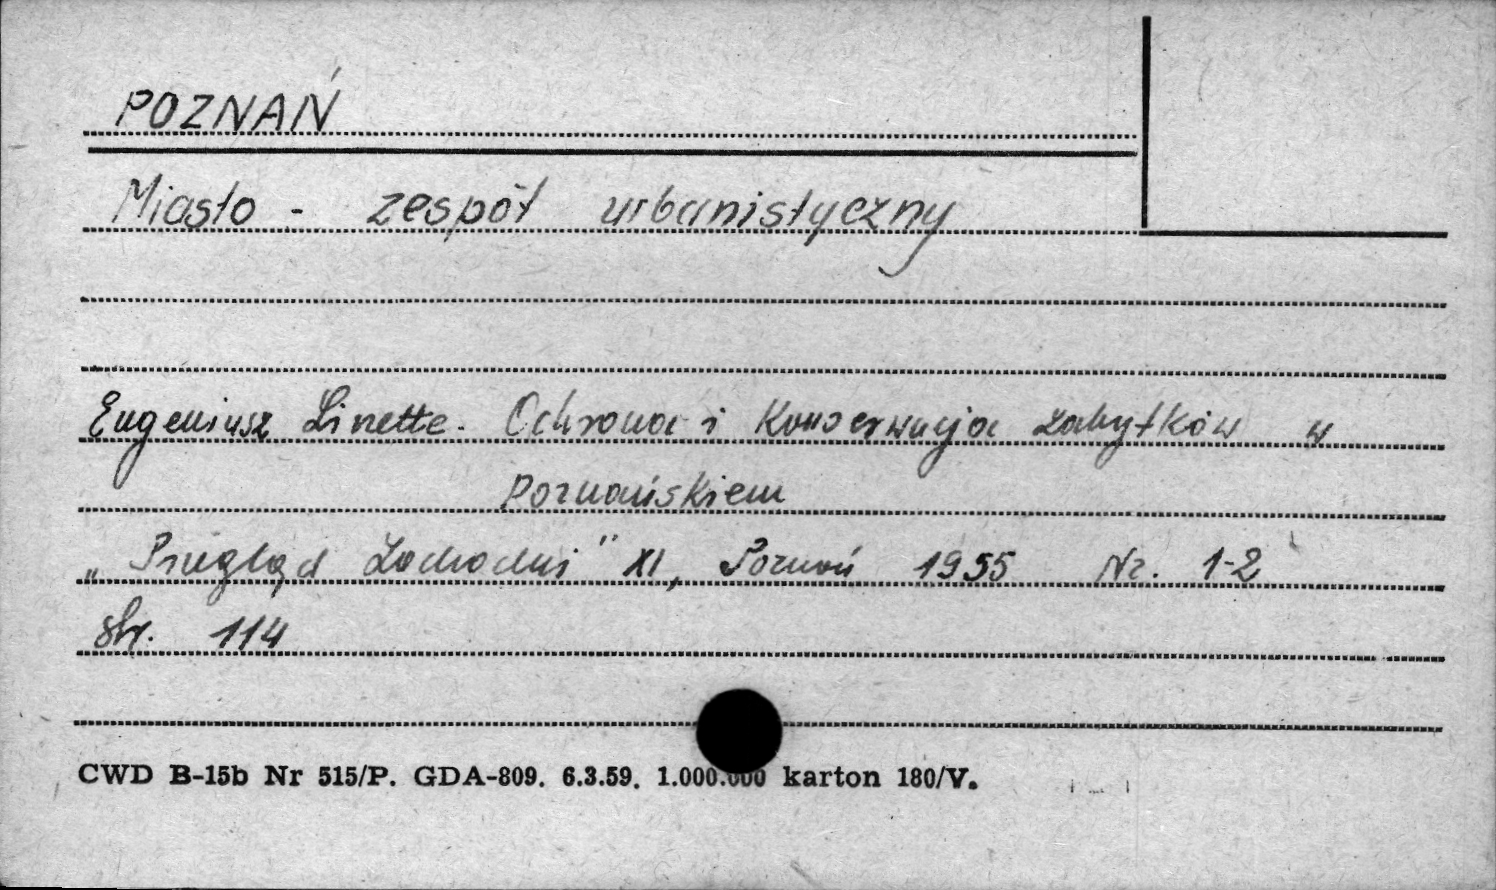 POZNAŃ
Miasto - zespół urbanistyczny
Eugeniusz Linette. Ochrona i Konserwacja zabytków w
Poznańskiem
„Przegląd Zachodni" XI, Poznań 1955 Nr. 1-2
str. 114
CWD B-15b Nr 515/P. GDA-809. 6.3.59. 1.000.000 karton 180/V.